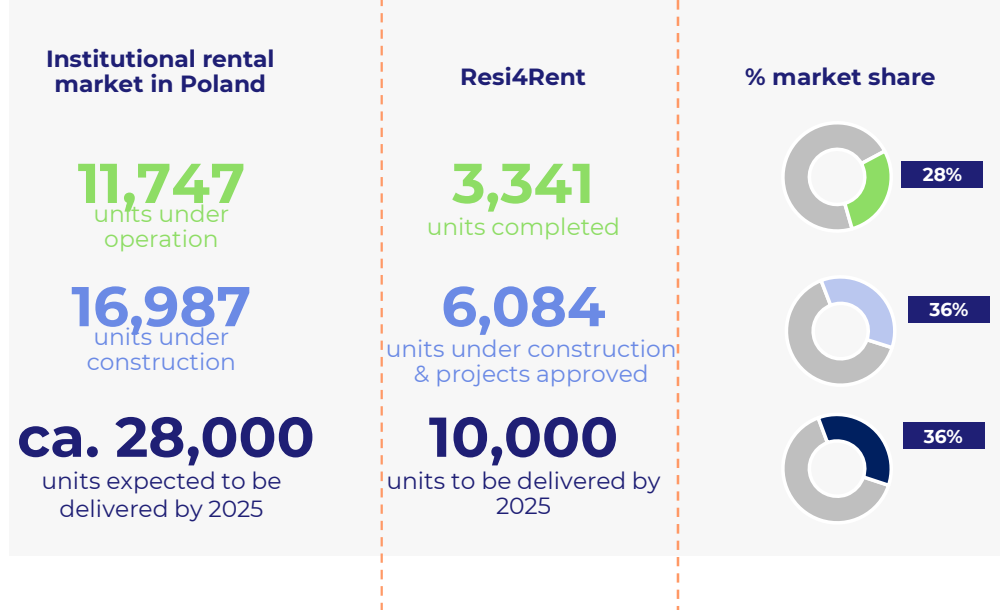 Institutional rental
market in Poland
Resi4Rent
% market share
11,747
units under
operation
3,341
units completed
28%
16,987
units under
construction
6,084
units under construction
& projects approved
36%
ca. 28,000
units expected to be
delivered by 2025
10,000
units to be delivered by
2025
36%